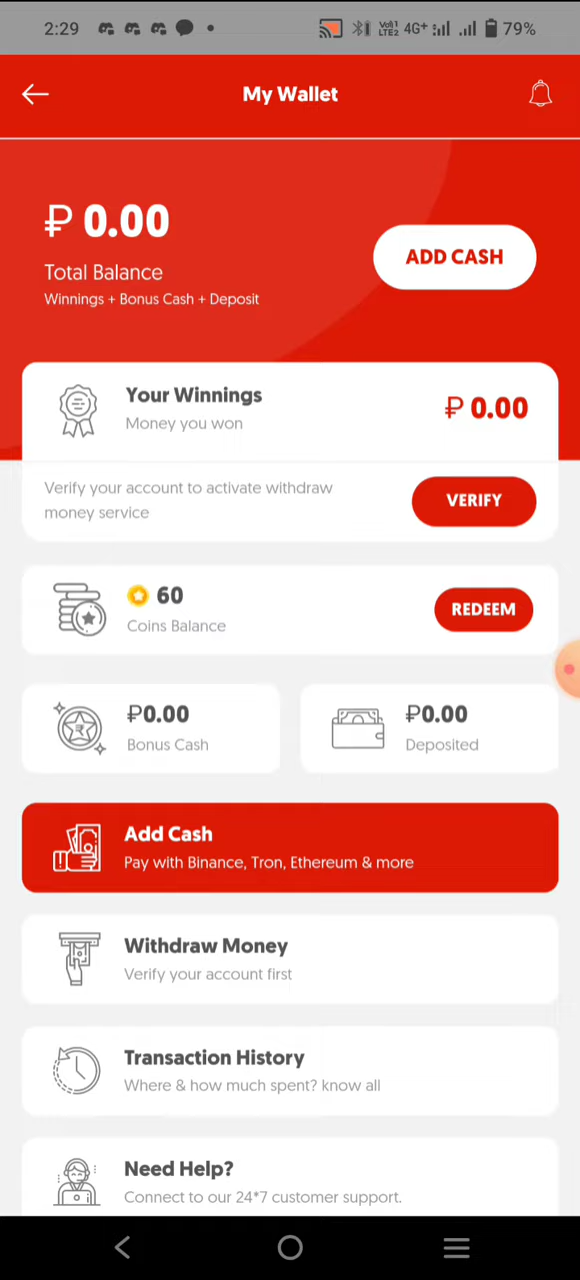 2:29
VoI1 LTE2 4G+ 79%
My Wallet
₽ 0.00
Total Balance
Winnings + Bonus Cash + Deposit
ADD CASH
Your Winnings
Money you won
₽ 0.00
Verify your account to activate withdraw
money service
VERIFY
60
Coins Balance
REDEEM
₽0.00
Bonus Cash
₽0.00
Deposited
Add Cash
Pay with Binance, Tron, Ethereum & more
Withdraw Money
Verify your account first
Transaction History
Where & how much spent? know all
Need Help?
Connect to our 24*7 customer support.